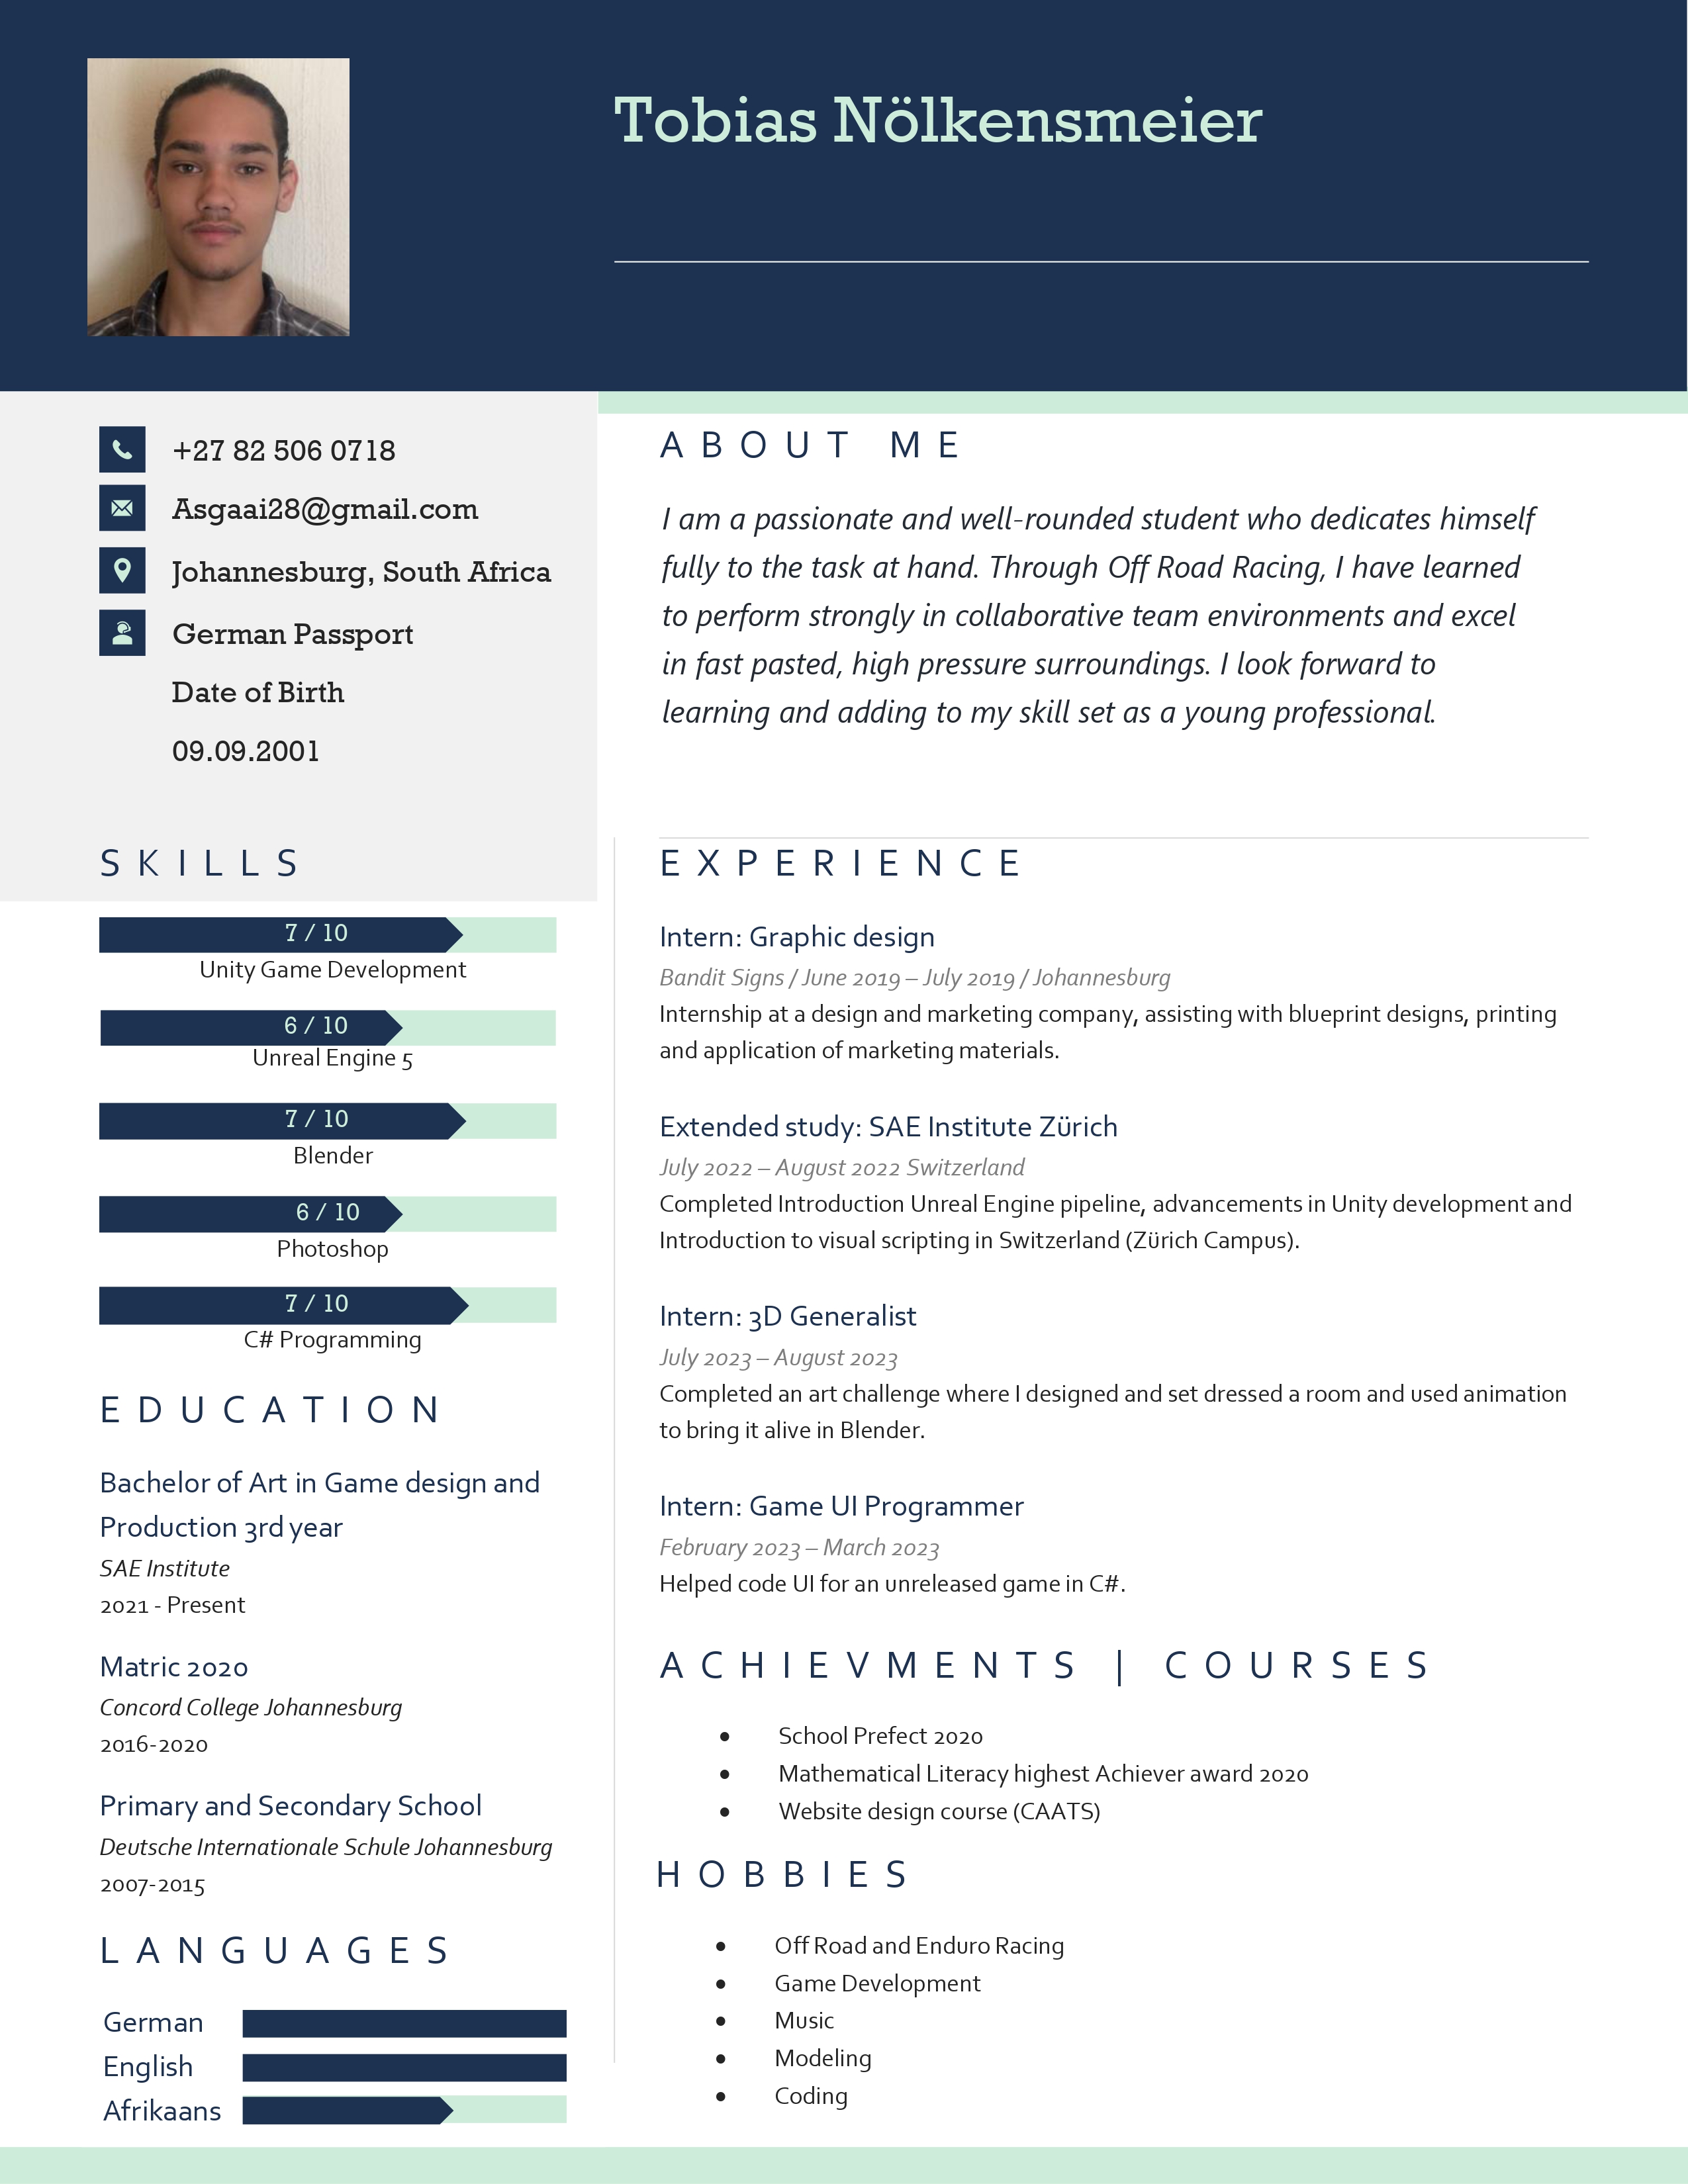 Tobias Nölkensmeier
+27 82 506 0718
Asgaai28@gmail.com
Johannesburg, South Africa
German Passport
Date of Birth
09.09.2001
ABOUT ME
I am a passionate and well-rounded student who dedicates himself
fully to the task at hand. Through Off Road Racing, I have learned
to perform strongly in collaborative team environments and excel
in fast pasted, high pressure surroundings. I look forward to
learning and adding to my skill set as a young professional.
SKILLS
7 / 10
Unity Game Development
6 / 10
Unreal Engine 5
7 / 10
Blender
6 / 10
Photoshop
7 / 10
C# Programming
EDUCATION
Bachelor of Art in Game design and
Production 3rd year
SAE Institute
2021 - Present
Matric 2020
Concord College Johannesburg
2016-2020
Primary and Secondary School
Deutsche Internationale Schule Johannesburg
2007-2015
LANGUAGES
German
English
Afrikaans
EXPERIENCE
Intern: Graphic design
Bandit Signs / June 2019 – July 2019 / Johannesburg
Internship at a design and marketing company, assisting with blueprint designs, printing
and application of marketing materials.
Extended study: SAE Institute Zürich
July 2022 – August 2022 Switzerland
Completed Introduction Unreal Engine pipeline, advancements in Unity development and
Introduction to visual scripting in Switzerland (Zürich Campus).
Intern: 3D Generalist
July 2023 – August 2023
Completed an art challenge where I designed and set dressed a room and used animation
to bring it alive in Blender.
Intern: Game UI Programmer
February 2023 – March 2023
Helped code UI for an unreleased game in C#.
ACHIEVMENTS | COURSES
• School Prefect 2020
• Mathematical Literacy highest Achiever award 2020
• Website design course (CAATS)
HOBBIES
• Off Road and Enduro Racing
• Game Development
• Music
• Modeling
• Coding